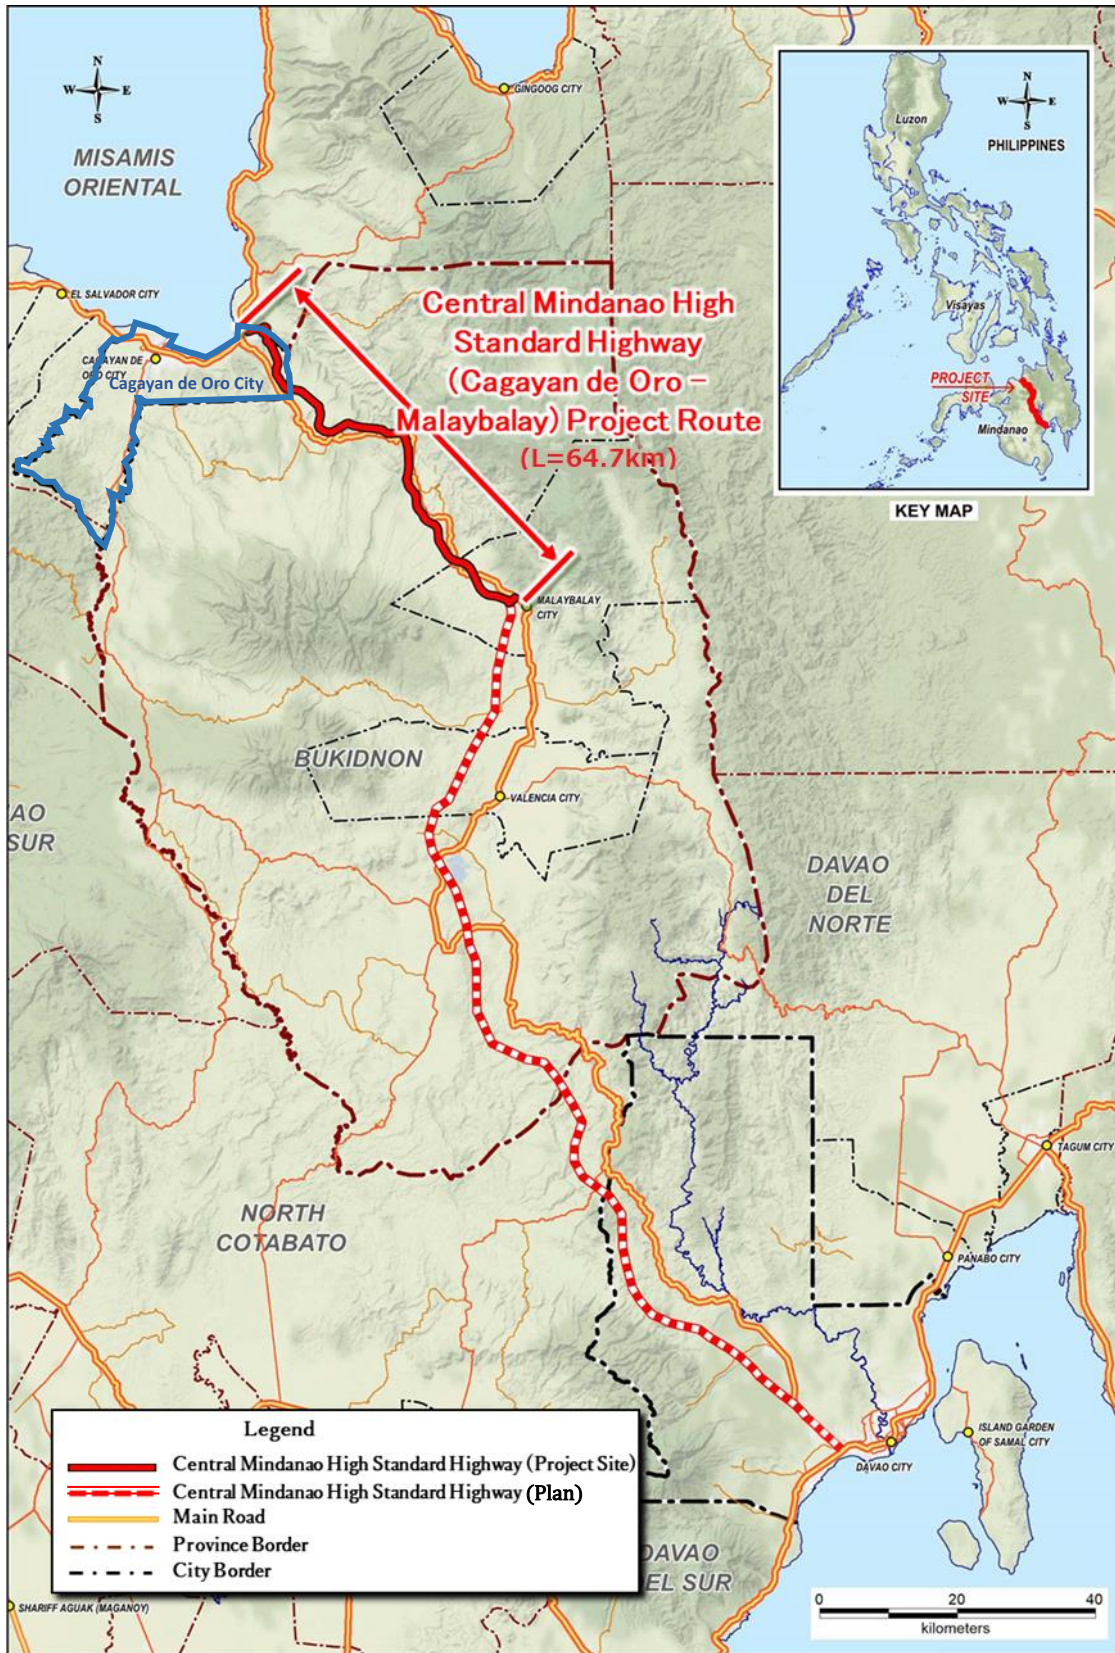 N
W E
S
MISAMIS
ORIENTAL
GINGOOG CITY
EL SALVADOR CITY
CAGAYAN DE
ORO CITY
Cagayan de Oro City
Central Mindanao High
Standard Highway
(Cagayan de Oro –
Malaybalay) Project Route
(L=64.7km)
N
W E
S
PHILIPPINES
Luzon
Visayas
PROJECT
SITE
Mindanao
KEY MAP
MALAYBALAY
CITY
BUKIDNON
VALENCIA CITY
AO
SUR
DAVAO
DEL
NORTE
TAGUM CITY
NORTH
COTABATO
PANABO CITY
ISLAND GARDEN
OF SAMAL CITY
DAVAO CITY
Legend
Central Mindanao High Standard Highway (Project Site)
Central Mindanao High Standard Highway (Plan)
Main Road
Province Border
City Border
DAVAO
DEL SUR
SHARIFF AGUAK (MAGANOY)
0 20 40
kilometers